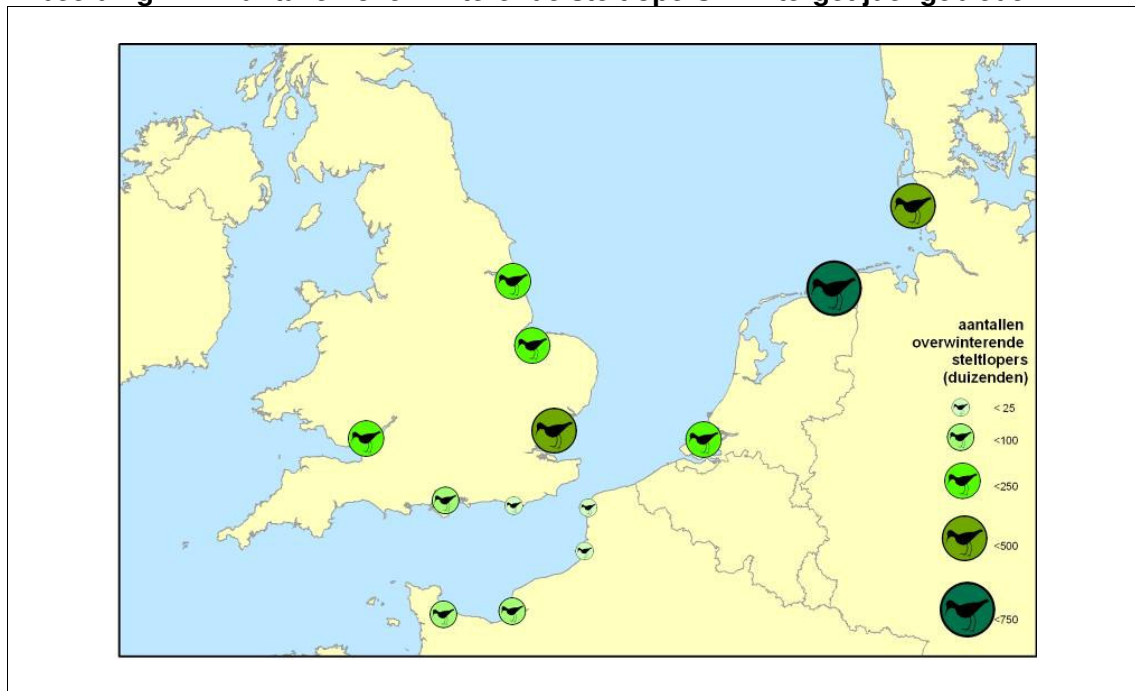 aantallen
overwinterende
steltlopers
(duizenden)
< 25
<100
<250
<500
<750